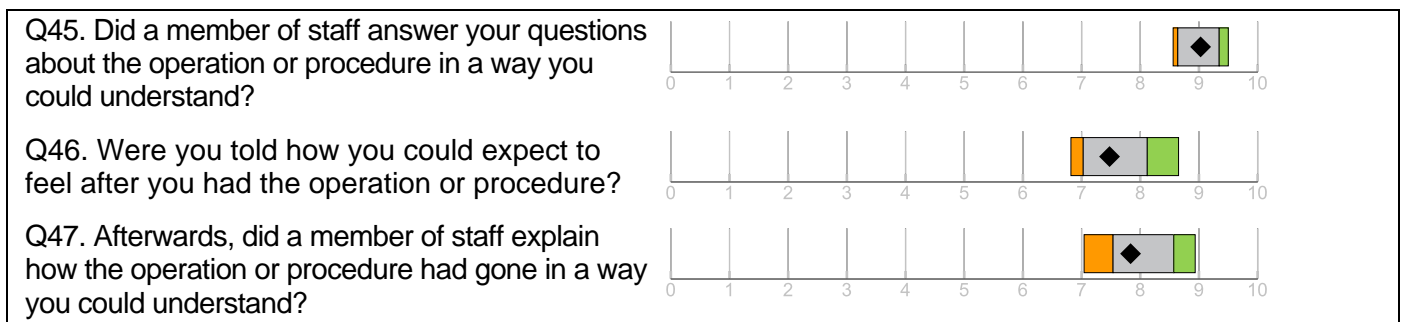 Q45. Did a member of staff answer your questions
about the operation or procedure in a way you
could understand?
0 1 2 3 4 5 6 7 8 9 10
Q46. Were you told how you could expect to
feel after you had the operation or procedure?
0 1 2 3 4 5 6 7 8 9 10
Q47. Afterwards, did a member of staff explain
how the operation or procedure had gone in a way
you could understand?
0 1 2 3 4 5 6 7 8 9 10